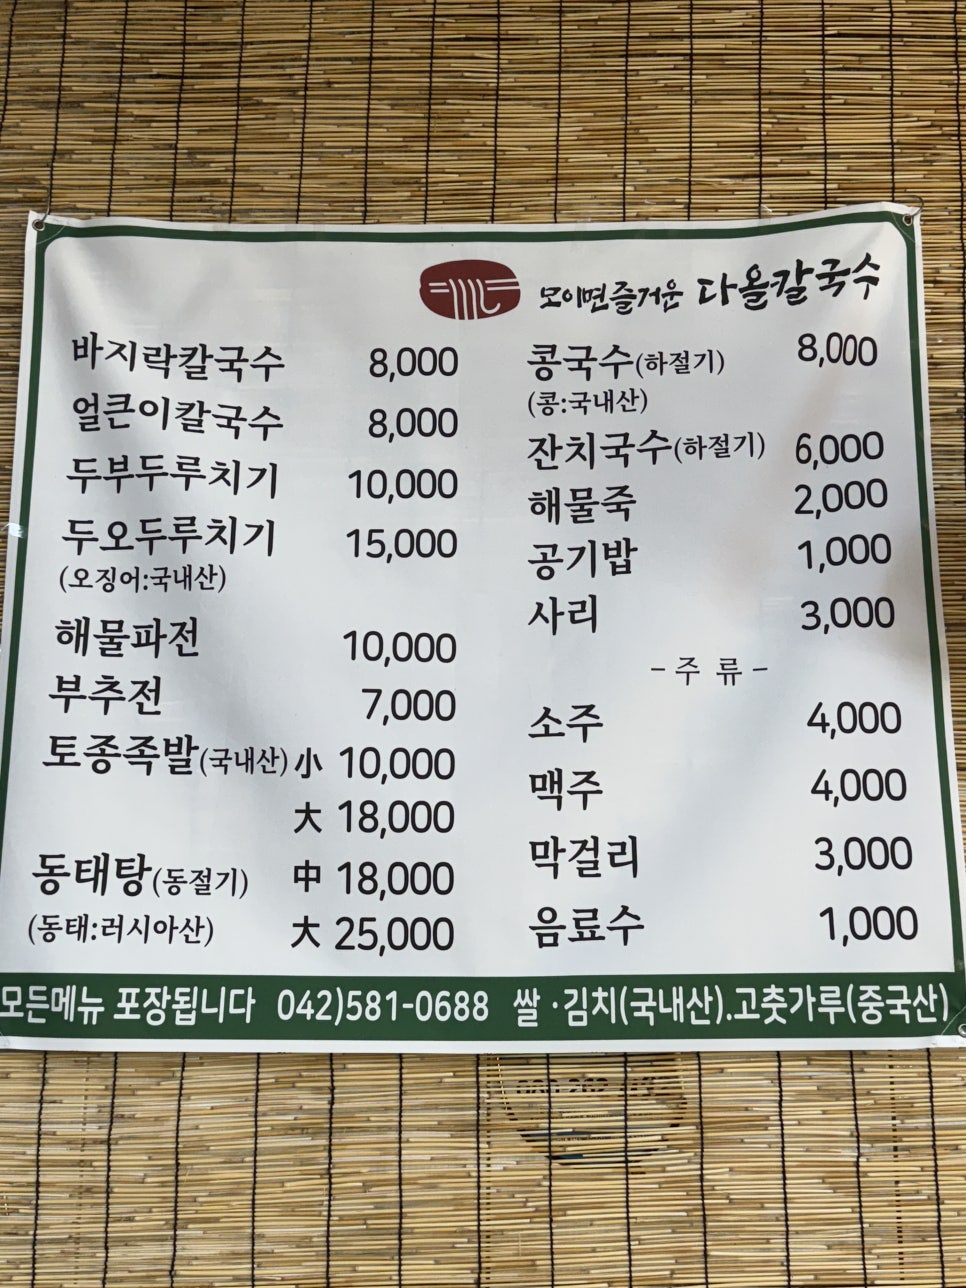 모이면즐거운 다올칼국수
바지락칼국수 8,000
얼큰이칼국수 8,000
두부두루치기 10,000
두오두루치기 15,000
(오징어:국내산)
해물파전 10,000
부추전 7,000
토종족발(국내산) 小 10,000
大 18,000
동태탕(동절기) 中 18,000
(동태:러시아산) 大 25,000
콩국수(하절기) 8,000
(콩:국내산)
잔치국수(하절기) 6,000
해물죽 2,000
공기밥 1,000
사리 3,000
- 주 류 -
소주 4,000
맥주 4,000
막걸리 3,000
음료수 1,000
모든메뉴 포장됩니다 042)581-0688 쌀·김치(국내산).고춧가루(중국산)